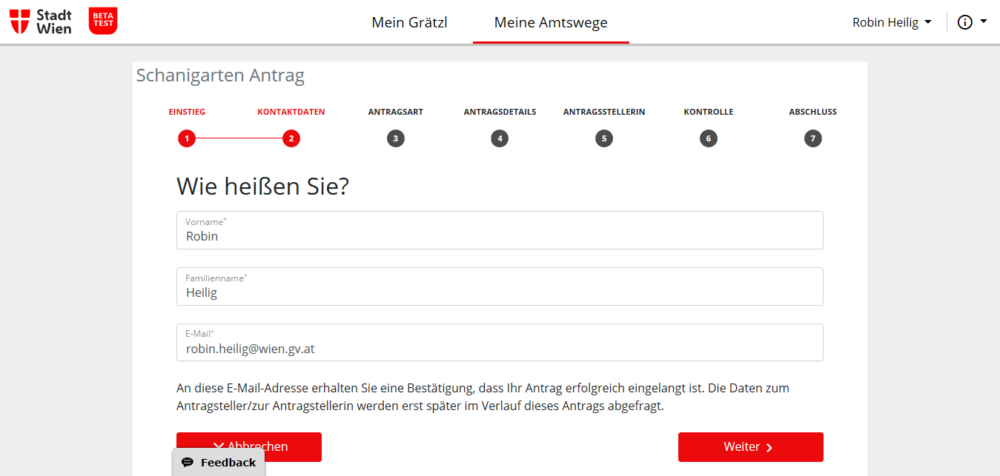 Stadt
Wien
BETA
TEST
Mein Grätzl
Meine Amtswege
Robin Heilig
Schanigarten Antrag
EINSTIEG KONTAKTDATEN ANTRAGSART ANTRAGSDETAILS ANTRAGSSTELLERIN KONTROLLE ABSCHLUSS
1 2 3 4 5 6 7
Wie heißen Sie?
Vorname*
Robin
Familienname*
Heilig
E-Mail*
robin.heilig@wien.gv.at
An diese E-Mail-Adresse erhalten Sie eine Bestätigung, dass Ihr Antrag erfolgreich eingelangt ist. Die Daten zum
Antragsteller/zur Antragstellerin werden erst später im Verlauf dieses Antrags abgefragt.
Abbrechen
Weiter
Feedback